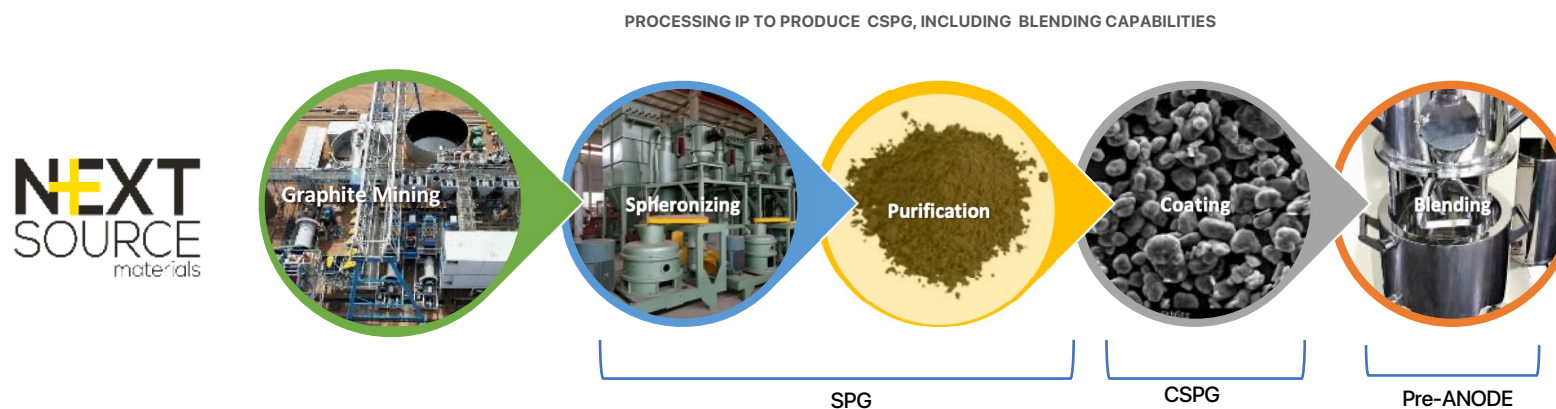 PROCESSING IP TO PRODUCE CSPG, INCLUDING BLENDING CAPABILITIES
NEXT
SOURCE
materials
Graphite Mining
Spheronizing
Purification
Coating
Blending
SPG
CSPG
Pre-ANODE